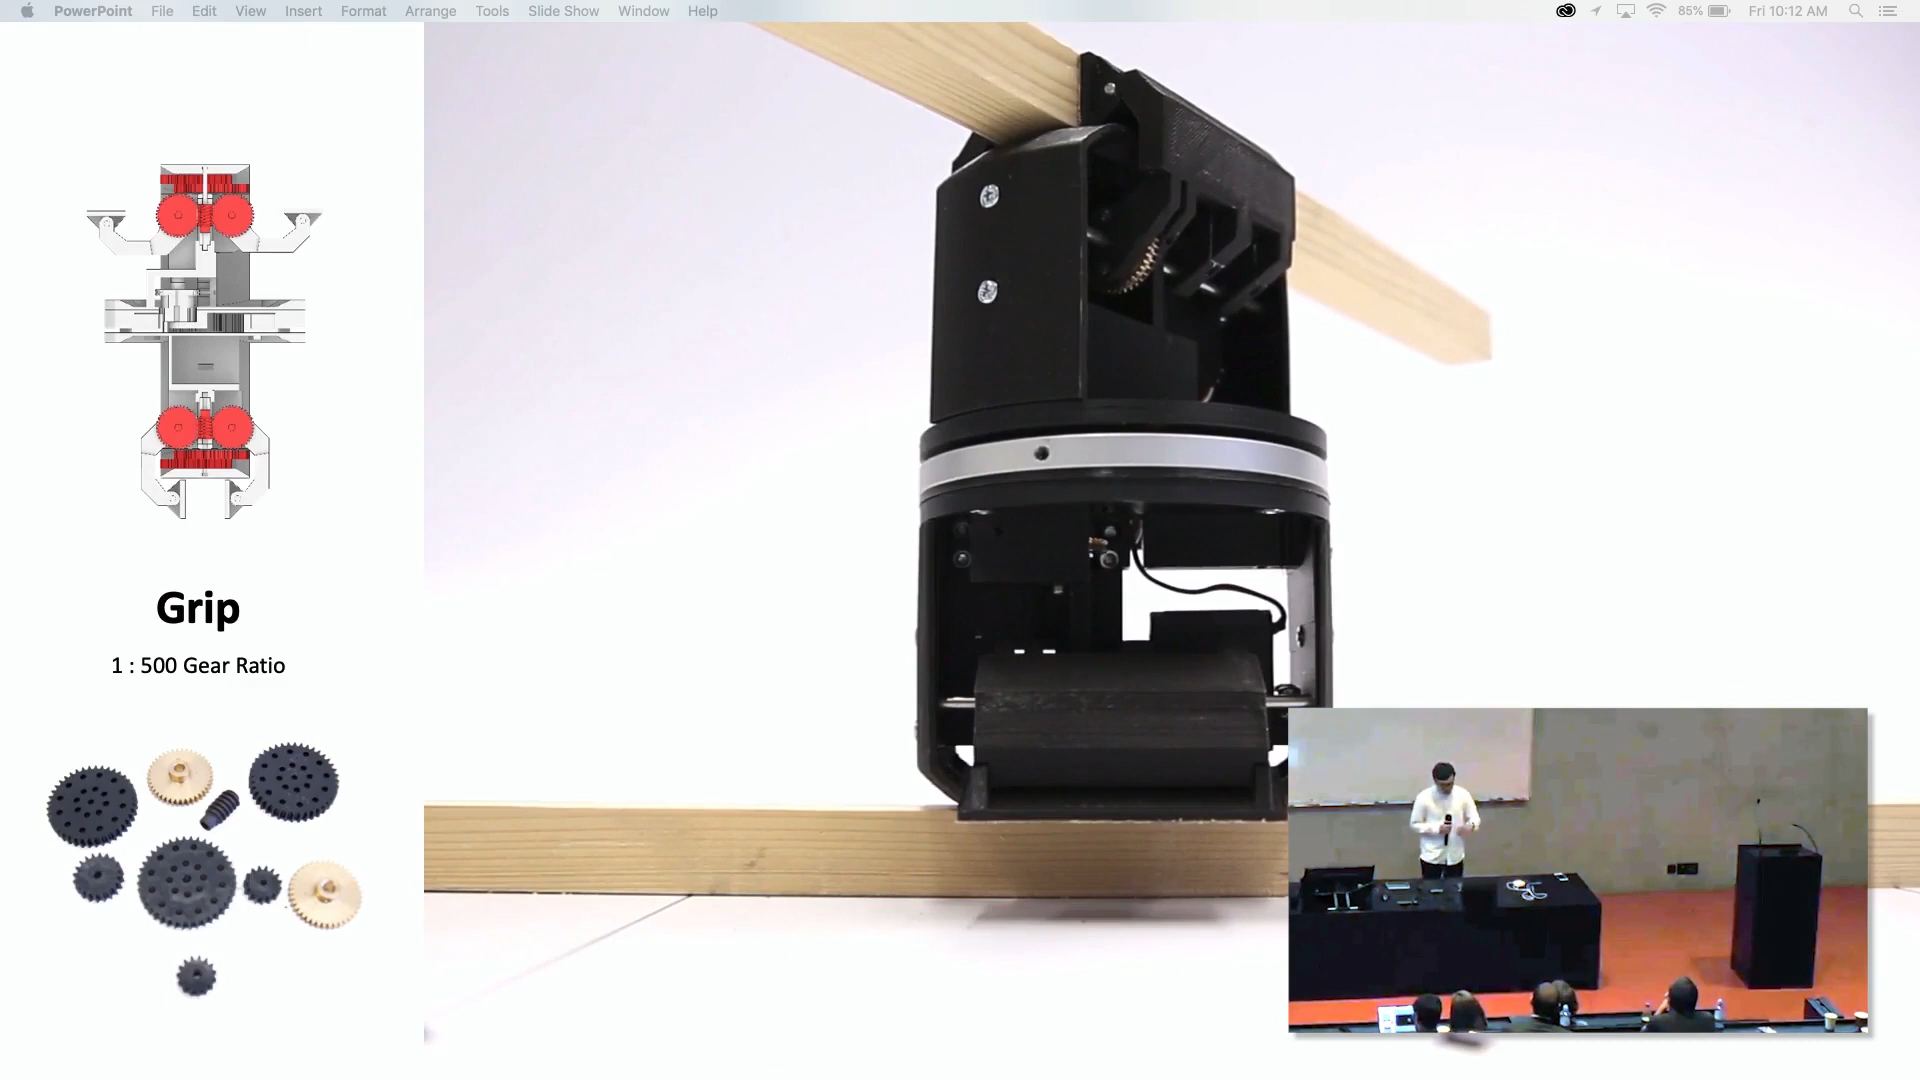 PowerPoint File Edit View Insert Format Arrange Tools Slide Show Window Help 85% Fri 10:12 AM
Grip
1 : 500 Gear Ratio